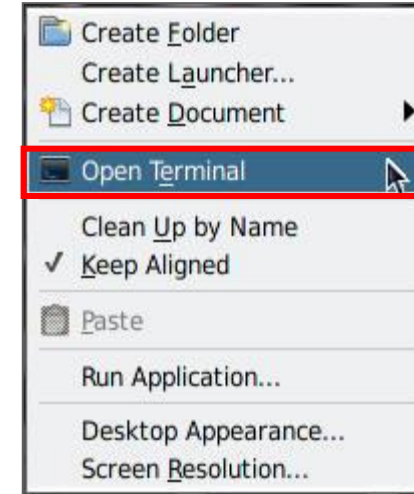 Create Folder
Create Launcher...
Create Document
Open Terminal
Clean Up by Name
Keep Aligned
Paste
Run Application...
Desktop Appearance...
Screen Resolution...